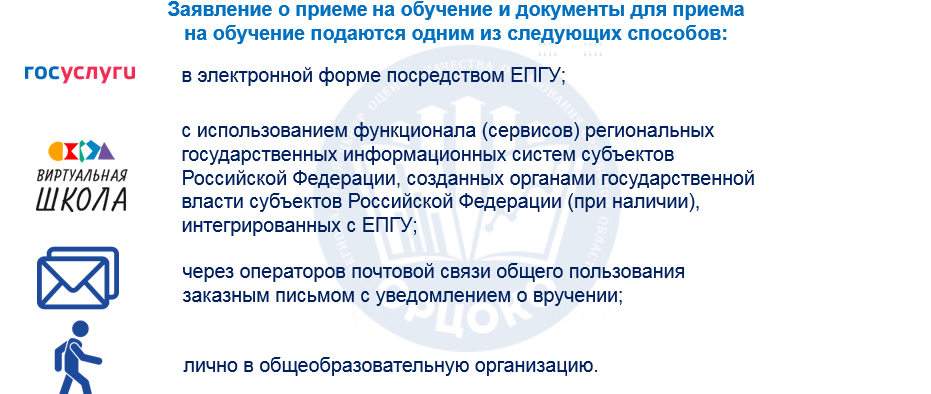 Заявление о приеме на обучение и документы для приема
на обучение подаются одним из следующих способов:
госуслуги
в электронной форме посредством ЕПГУ;
с использованием функционала (сервисов) региональных
государственных информационных систем субъектов
Российской Федерации, созданных органами государственной
власти субъектов Российской Федерации (при наличии),
интегрированных с ЕПГУ;
ВИРТУАЛЬНАЯ
ШКОЛА
через операторов почтовой связи общего пользования
заказным письмом с уведомлением о вручении;
лично в общеобразовательную организацию.
ОРЦОКО